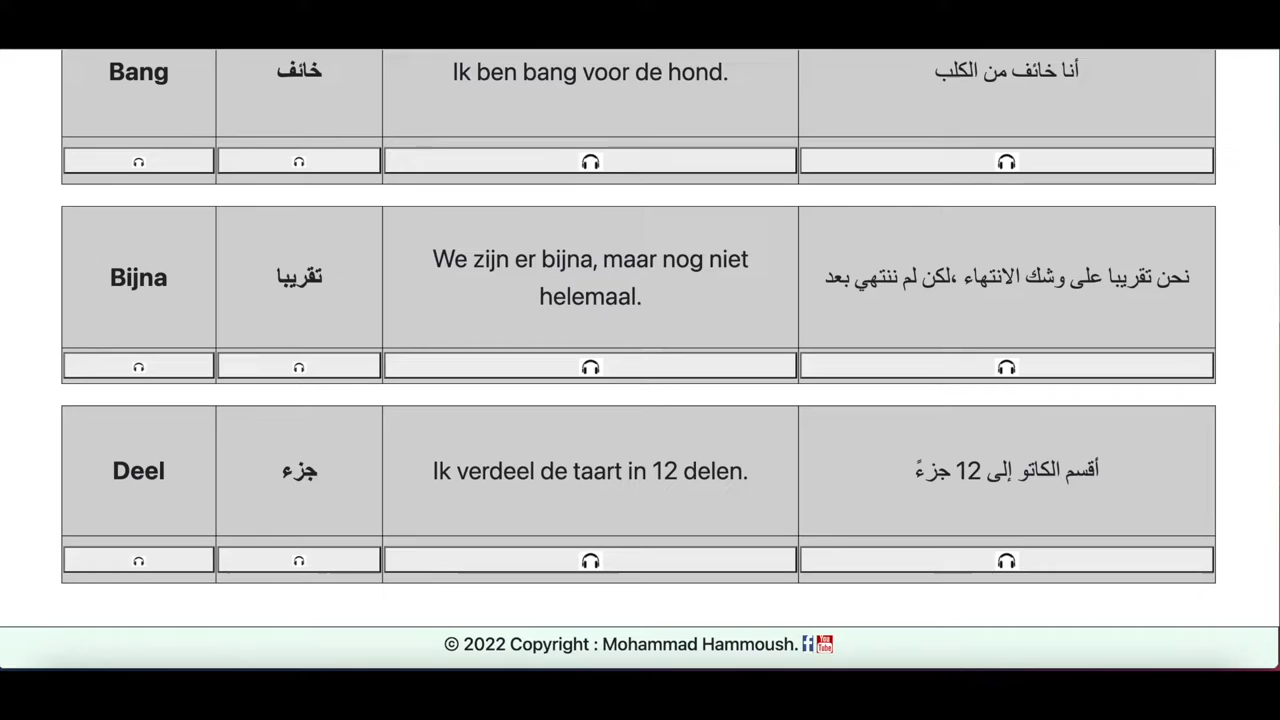 Bang
خائف
Ik ben bang voor de hond.
أنا خائف من الكلب
Bijna
تقريبا
We zijn er bijna, maar nog niet
helemaal.
نحن تقريبا على وشك الانتهاء ،لكن لم ننتهي بعد
Deel
جزء
Ik verdeel de taart in 12 delen.
أقسم الكاتو إلى 12 جزءً
© 2022 Copyright : Mohammad Hammoush.
You
Tube